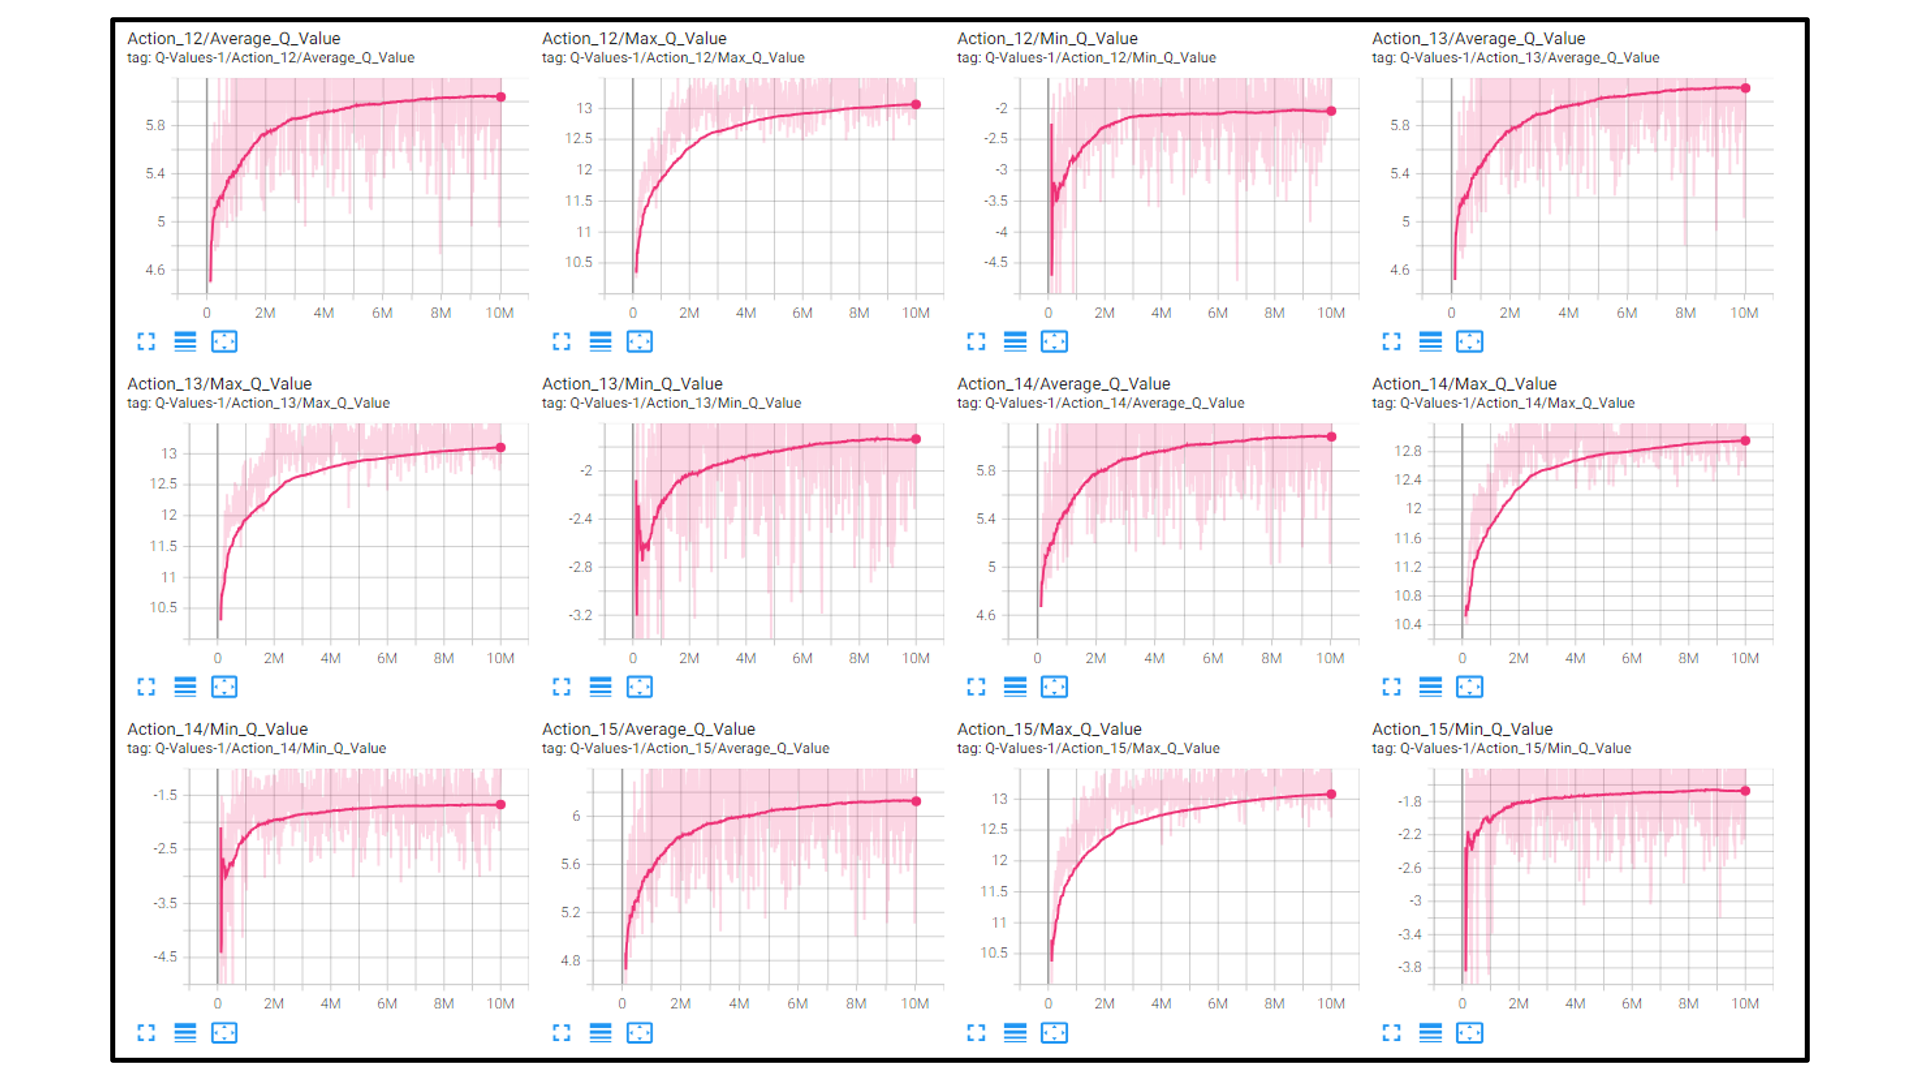 Action_12/Average_Q_Value
tag: Q-Values-1/Action_12/Average_Q_Value
5.8
5.4
5
4.6
0 2M 4M 6M 8M 10M
Action_12/Max_Q_Value
tag: Q-Values-1/Action_12/Max_Q_Value
13
12.5
12
11.5
11
10.5
0 2M 4M 6M 8M 10M
Action_12/Min_Q_Value
tag: Q-Values-1/Action_12/Min_Q_Value
-2
-2.5
-3
-3.5
-4
-4.5
0 2M 4M 6M 8M 10M
Action_13/Average_Q_Value
tag: Q-Values-1/Action_13/Average_Q_Value
5.8
5.4
5
4.6
0 2M 4M 6M 8M 10M
Action_13/Max_Q_Value
tag: Q-Values-1/Action_13/Max_Q_Value
13
12.5
12
11.5
11
10.5
0 2M 4M 6M 8M 10M
Action_13/Min_Q_Value
tag: Q-Values-1/Action_13/Min_Q_Value
-2
-2.4
-2.8
-3.2
0 2M 4M 6M 8M 10M
Action_14/Average_Q_Value
tag: Q-Values-1/Action_14/Average_Q_Value
5.8
5.4
5
4.6
0 2M 4M 6M 8M 10M
Action_14/Max_Q_Value
tag: Q-Values-1/Action_14/Max_Q_Value
12.8
12.4
12
11.6
11.2
10.8
10.4
0 2M 4M 6M 8M 10M
Action_14/Min_Q_Value
tag: Q-Values-1/Action_14/Min_Q_Value
-1.5
-2.5
-3.5
-4.5
0 2M 4M 6M 8M 10M
Action_15/Average_Q_Value
tag: Q-Values-1/Action_15/Average_Q_Value
6
5.6
5.2
4.8
0 2M 4M 6M 8M 10M
Action_15/Max_Q_Value
tag: Q-Values-1/Action_15/Max_Q_Value
13
12.5
12
11.5
11
10.5
0 2M 4M 6M 8M 10M
Action_15/Min_Q_Value
tag: Q-Values-1/Action_15/Min_Q_Value
-1.8
-2.2
-2.6
-3
-3.4
-3.8
0 2M 4M 6M 8M 10M